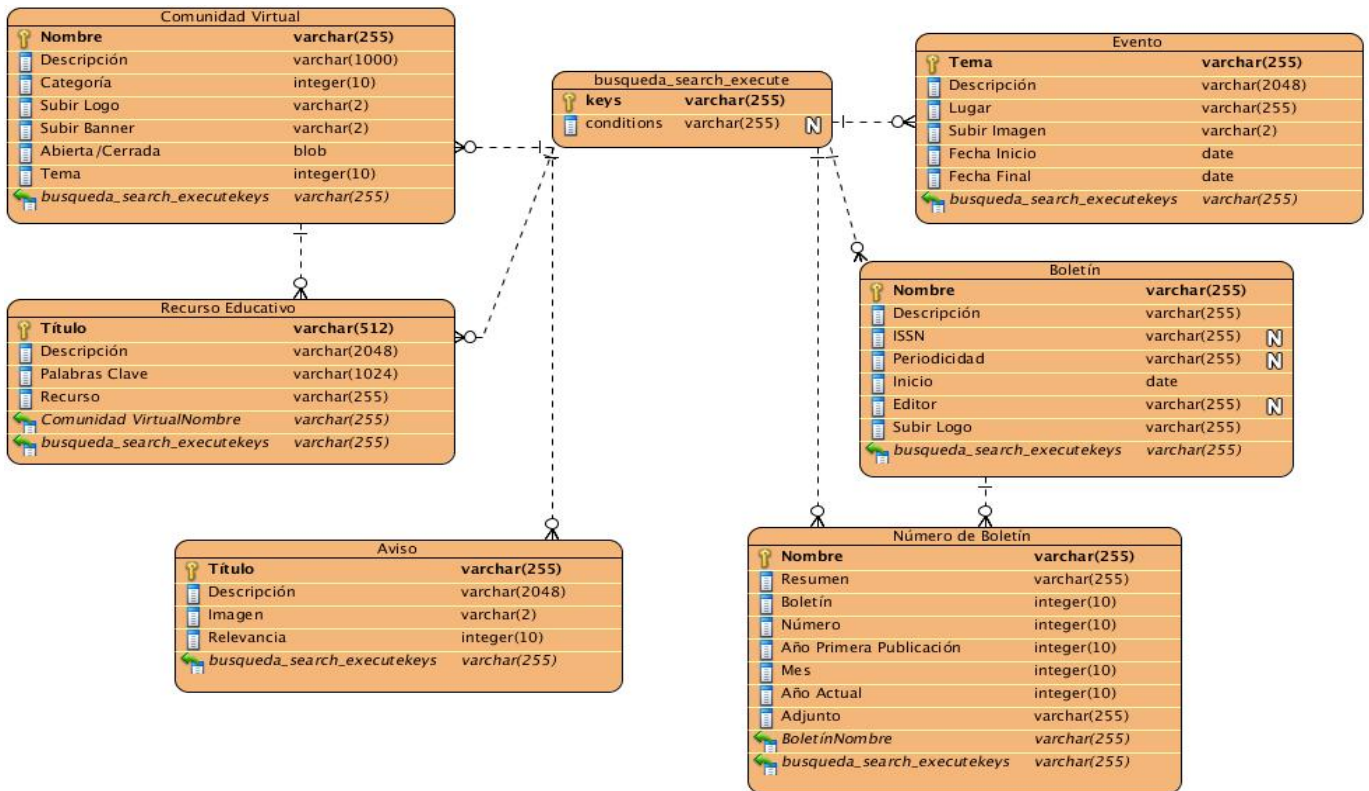 Comunidad Virtual
Nombre varchar(255)
Descripción varchar(1000)
Categoría integer(10)
Subir Logo varchar(2)
Subir Banner varchar(2)
Abierta/Cerrada blob
Tema integer(10)
busqueda_search_executekeys varchar(255)
busqueda_search_execute
keys varchar(255)
conditions varchar(255) N
Evento
Tema varchar(255)
Descripción varchar(2048)
Lugar varchar(255)
Subir Imagen varchar(2)
Fecha Inicio date
Fecha Final date
busqueda_search_executekeys varchar(255)
Recurso Educativo
Título varchar(512)
Descripción varchar(2048)
Palabras Clave varchar(1024)
Recurso varchar(255)
Comunidad VirtualNombre varchar(255)
busqueda_search_executekeys varchar(255)
Boletín
Nombre varchar(255)
Descripción varchar(255)
ISSN varchar(255) N
Periodicidad varchar(255) N
Inicio date
Editor varchar(255) N
Subir Logo varchar(255)
busqueda_search_executekeys varchar(255)
Aviso
Título varchar(255)
Descripción varchar(2048)
Imagen varchar(2)
Relevancia integer(10)
busqueda_search_executekeys varchar(255)
Número de Boletín
Nombre varchar(255)
Resumen varchar(255)
Boletín integer(10)
Número integer(10)
Año Primera Publicación integer(10)
Mes integer(10)
Año Actual integer(10)
Adjunto varchar(255)
BoletínNombre varchar(255)
busqueda_search_executekeys varchar(255)